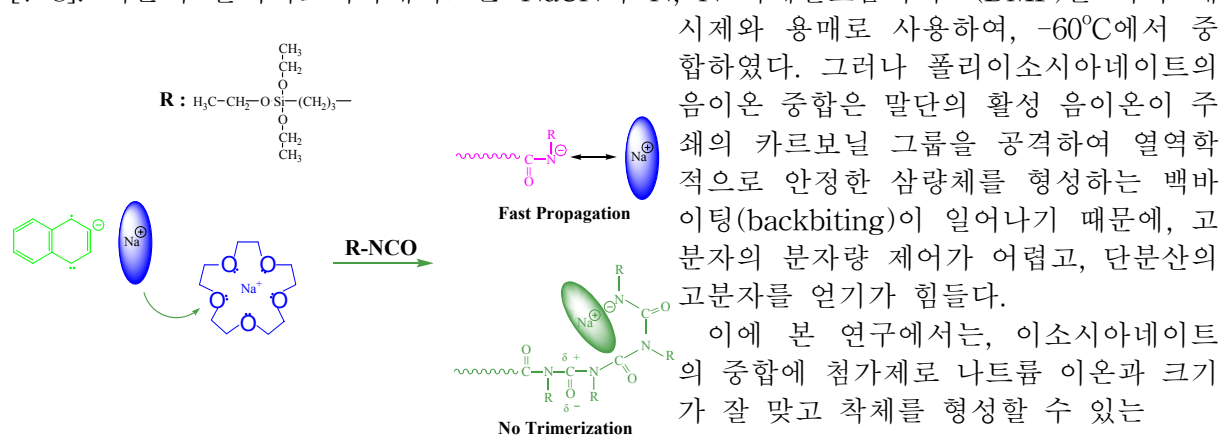 시제와 용매로 사용하여, -60°C에서 중
합하였다. 그러나 폴리이소시아네이트의
음이온 중합은 말단의 활성 음이온이 주
쇄의 카르보닐 그룹을 공격하여 열역학
적으로 안정한 삼량체를 형성하는 백바
이팅(backbiting)이 일어나기 때문에, 고
분자의 분자량 제어가 어렵고, 단분산의
고분자를 얻기가 힘들다.
이에 본 연구에서는, 이소시아네이트
의 중합에 첨가제로 나트륨 이온과 크기
가 잘 맞고 착체를 형성할 수 있는
CH₃
CH₂
O
R : H₃C-CH₂-O Si-(CH₂)₃-
O
CH₂
CH₃
Na⊕
O
O
O
O
O
Na⁺
R-NCO
R
C-N⊖
O
Na⊕
Fast Propagation
R
N⊖
C=O
Na⊕
N-R
O δ+ O
C-N-C-N-C
R O R O
δ−
No Trimerization